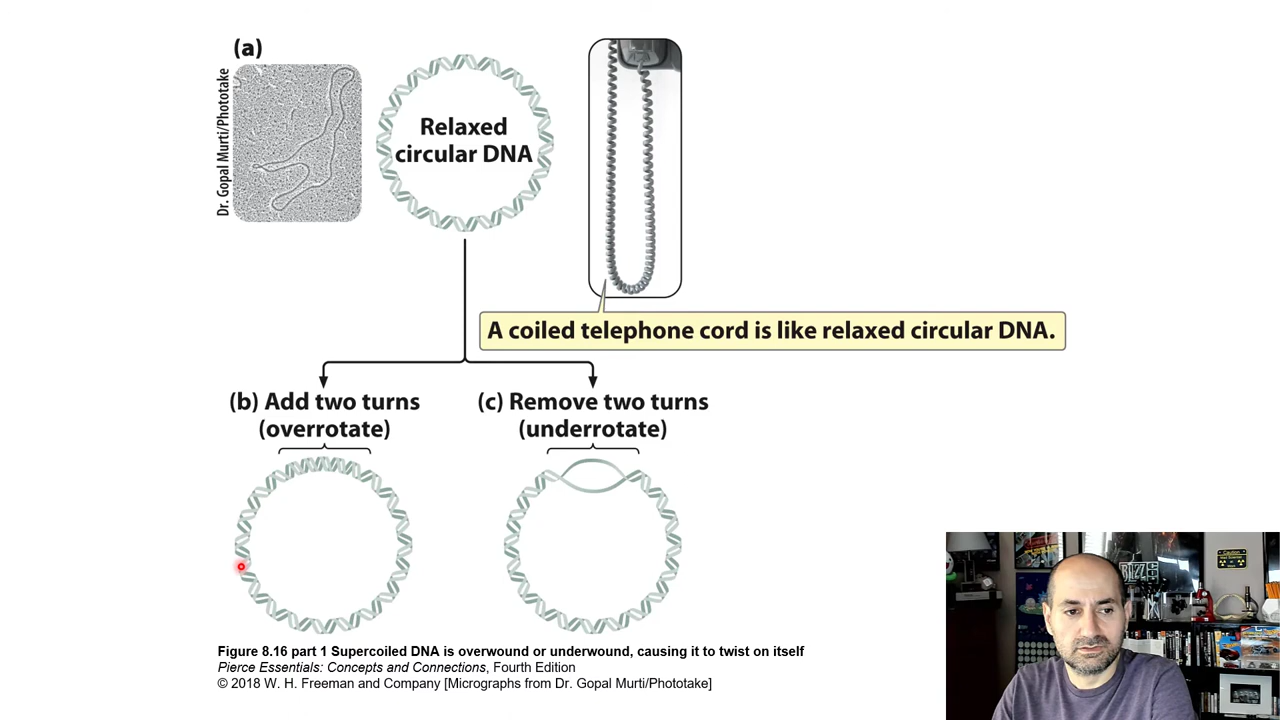 (a)
Dr. Gopal Murti/Phototake
Relaxed
circular DNA
A coiled telephone cord is like relaxed circular DNA.
(b) Add two turns
(overrotate)
(c) Remove two turns
(underrotate)
Figure 8.16 part 1 Supercoiled DNA is overwound or underwound, causing it to twist on itself
Pierce Essentials: Concepts and Connections, Fourth Edition
© 2018 W. H. Freeman and Company [Micrographs from Dr. Gopal Murti/Phototake]